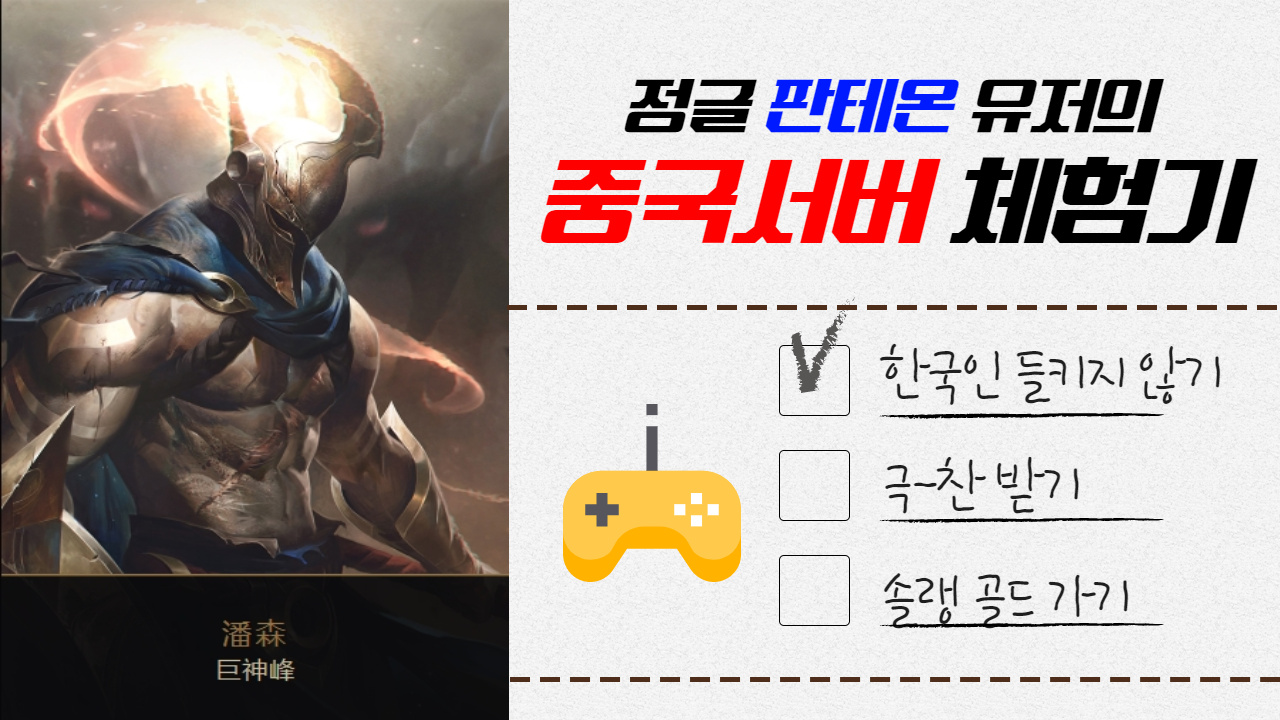 정글 판테온 유저의
중국서버 체험기
한국인 들키지 않기
극-찬 받기
솔랭 골드 가기
潘森
巨神峰